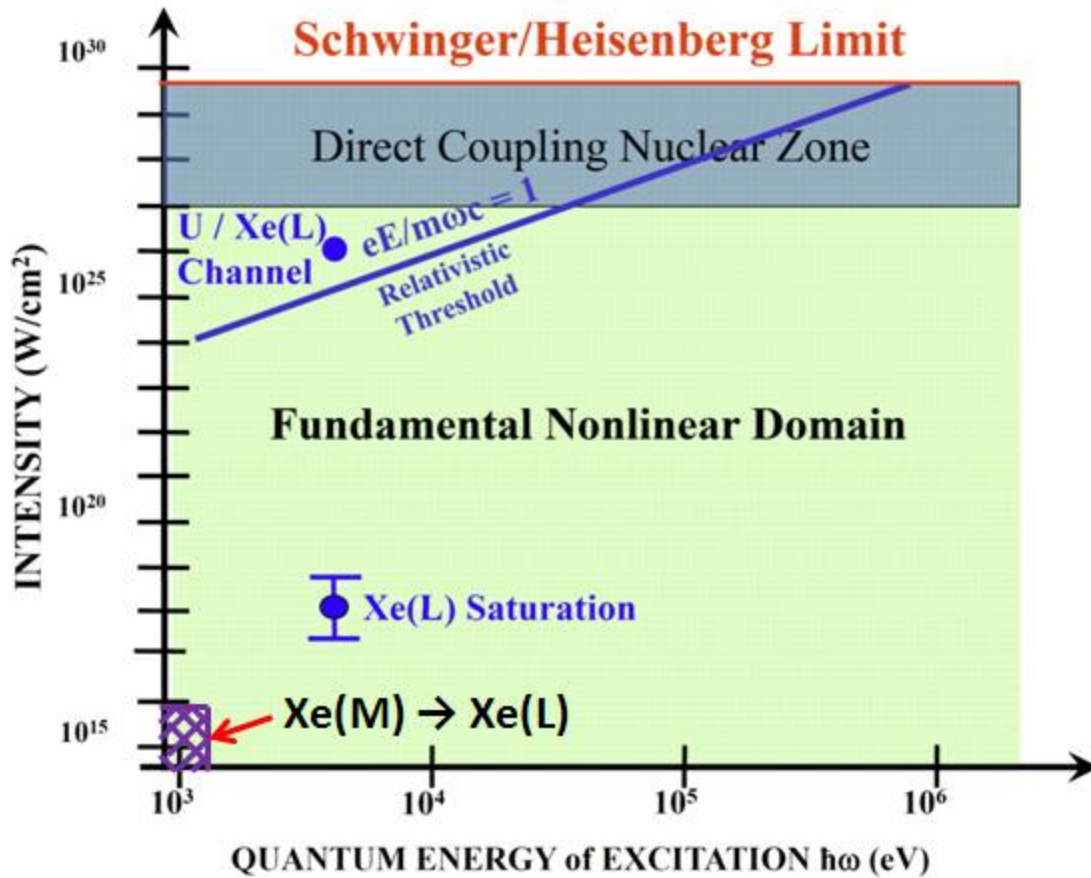 Schwinger/Heisenberg Limit
10³⁰
Direct Coupling Nuclear Zone
U / Xe(L)
Channel
eE/mωc = 1
Relativistic
Threshold
10²⁵
INTENSITY (W/cm²)
Fundamental Nonlinear Domain
10²⁰
Xe(L) Saturation
Xe(M) → Xe(L)
10¹⁵
10³ 10⁴ 10⁵ 10⁶
QUANTUM ENERGY of EXCITATION ħω (eV)